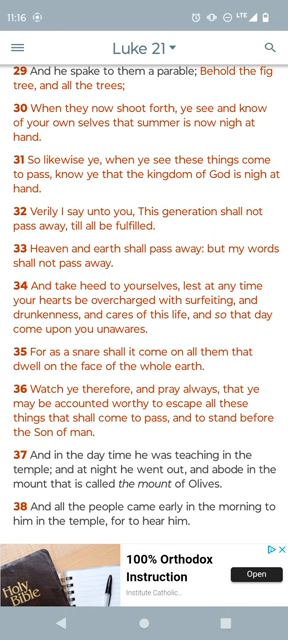 11:16
LTE
Luke 21
29 And he spake to them a parable; Behold the fig
tree, and all the trees;
30 When they now shoot forth, ye see and know
of your own selves that summer is now nigh at
hand.
31 So likewise ye, when ye see these things come
to pass, know ye that the kingdom of God is nigh at
hand.
32 Verily I say unto you, This generation shall not
pass away, till all be fulfilled.
33 Heaven and earth shall pass away: but my words
shall not pass away.
34 And take heed to yourselves, lest at any time
your hearts be overcharged with surfeiting, and
drunkenness, and cares of this life, and so that day
come upon you unawares.
35 For as a snare shall it come on all them that
dwell on the face of the whole earth.
36 Watch ye therefore, and pray always, that ye
may be accounted worthy to escape all these
things that shall come to pass, and to stand before
the Son of man.
37 And in the day time he was teaching in the
temple; and at night he went out, and abode in the
mount that is called the mount of Olives.
38 And all the people came early in the morning to
him in the temple, for to hear him.
Holy
Bible
100% Orthodox
Instruction
Institute Catholic...
Open